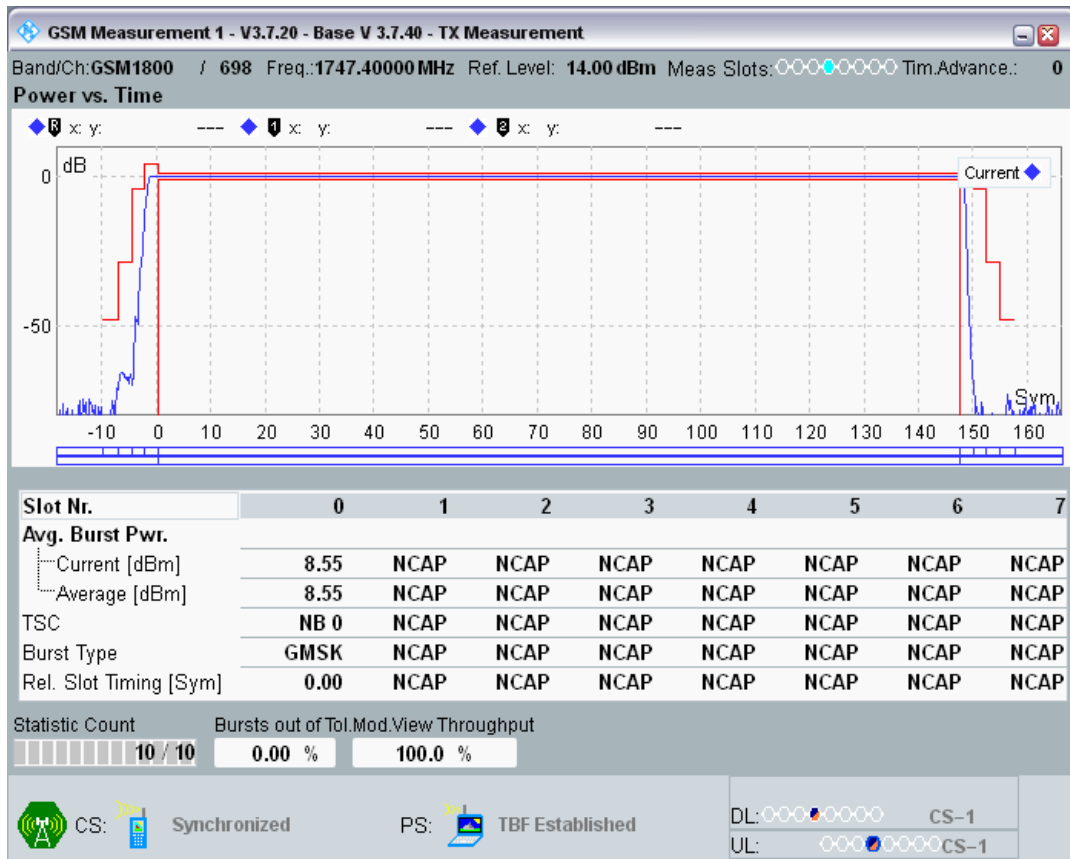 GSM Measurement 1 - V3.7.20 - Base V 3.7.40 - TX Measurement
Band/Ch:GSM1800 / 698 Freq.:1747.40000 MHz Ref. Level: 14.00 dBm Meas Slots: Tim.Advance.: 0
Power vs. Time
R x: y: --- 1 x: y: --- 2 x: y: ---
dB
Current
0
-50
Sym
-10 0 10 20 30 40 50 60 70 80 90 100 110 120 130 140 150 160
Slot Nr. 0 1 2 3 4 5 6 7
Avg. Burst Pwr.
Current [dBm] 8.55 NCAP NCAP NCAP NCAP NCAP NCAP NCAP
Average [dBm] 8.55 NCAP NCAP NCAP NCAP NCAP NCAP NCAP
TSC NB 0 NCAP NCAP NCAP NCAP NCAP NCAP NCAP
Burst Type GMSK NCAP NCAP NCAP NCAP NCAP NCAP NCAP
Rel. Slot Timing [Sym] 0.00 NCAP NCAP NCAP NCAP NCAP NCAP NCAP
Statistic Count Bursts out of Tol.Mod.View Throughput
10 / 10 0.00 % 100.0 %
CS: Synchronized PS: TBF Established
DL: CS-1
UL: CS-1